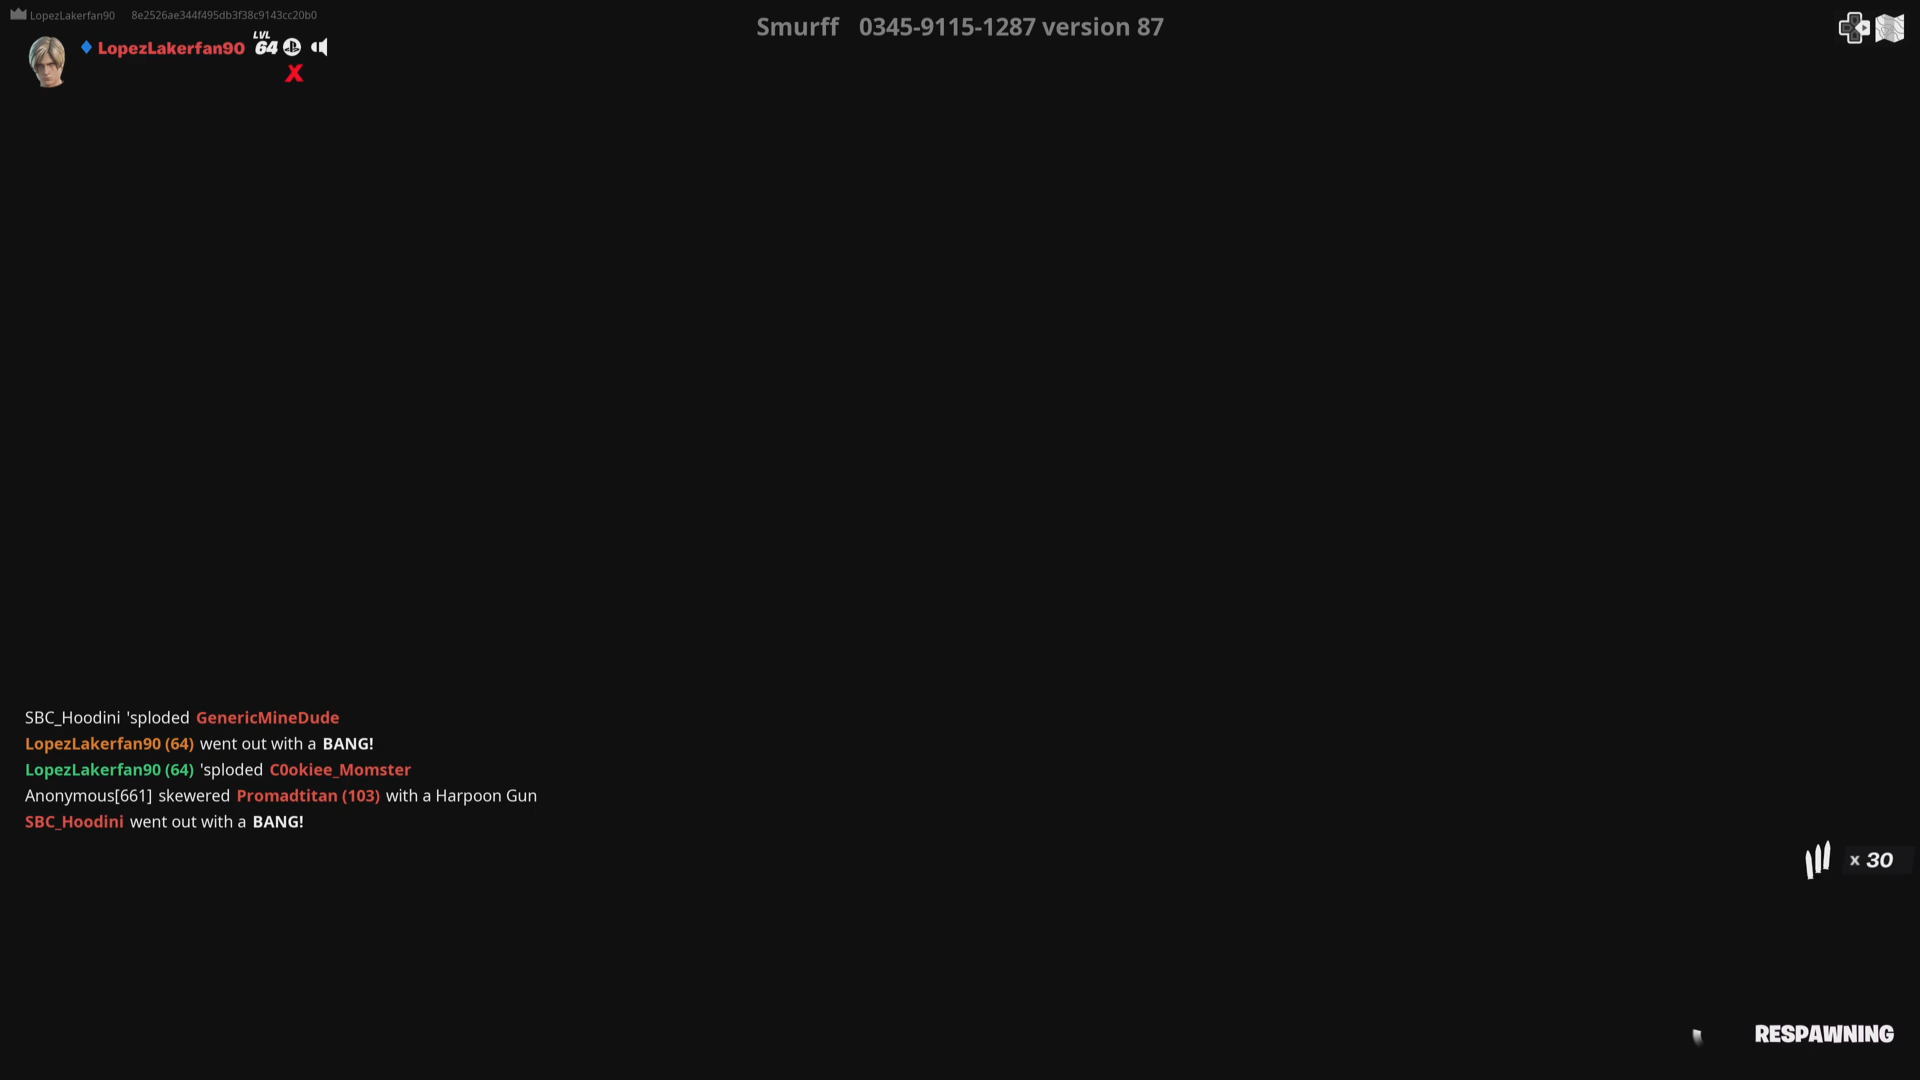 LopezLakerfan90 8e2526ae344f495db3f38c9143cc20b0
Smurff 0345-9115-1287 version 87
LopezLakerfan90 LVL 64
X
SBC_Hoodini 'sploded GenericMineDude
LopezLakerfan90 (64) went out with a BANG!
LopezLakerfan90 (64) 'sploded C0okiee_Momster
Anonymous[661] skewered Promadtitan (103) with a Harpoon Gun
SBC_Hoodini went out with a BANG!
x 30
RESPAWNING